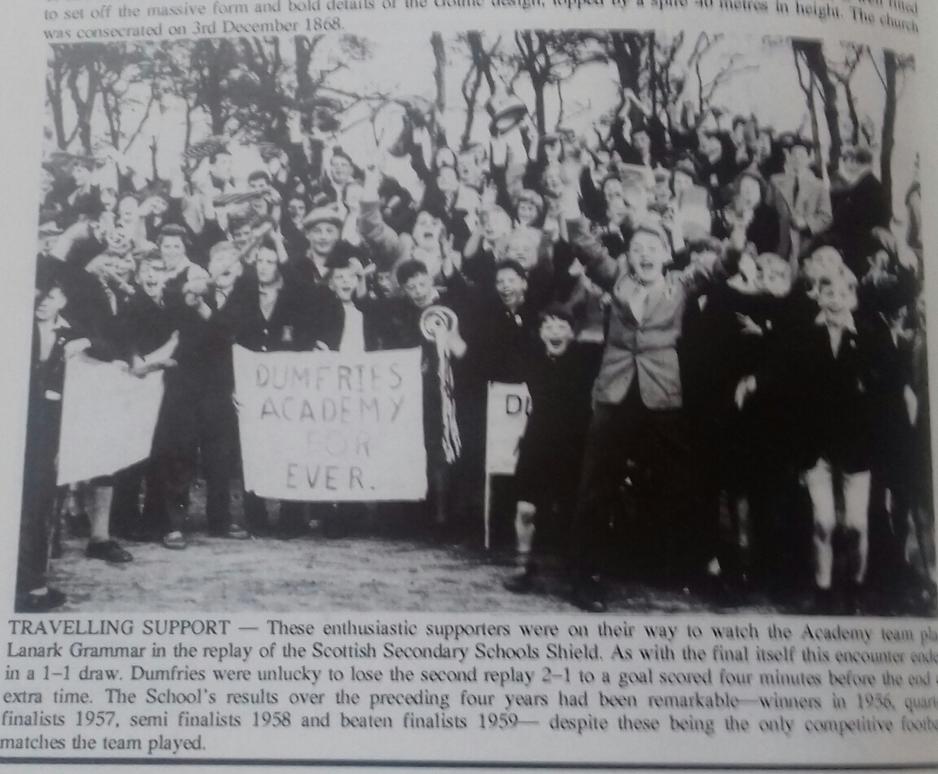 to set off the massive form and bold details of the Gothic design, topped by a spire 40 metres in height. The church
was consecrated on 3rd December 1868.
DUMFRIES
ACADEMY
FOR
EVER.
DU
TRAVELLING SUPPORT — These enthusiastic supporters were on their way to watch the Academy team pla
Lanark Grammar in the replay of the Scottish Secondary Schools Shield. As with the final itself this encounter ende
in a 1–1 draw. Dumfries were unlucky to lose the second replay 2–1 to a goal scored four minutes before the end
extra time. The School's results over the preceding four years had been remarkable—winners in 1956, quart
finalists 1957, semi finalists 1958 and beaten finalists 1959— despite these being the only competitive footba
matches the team played.